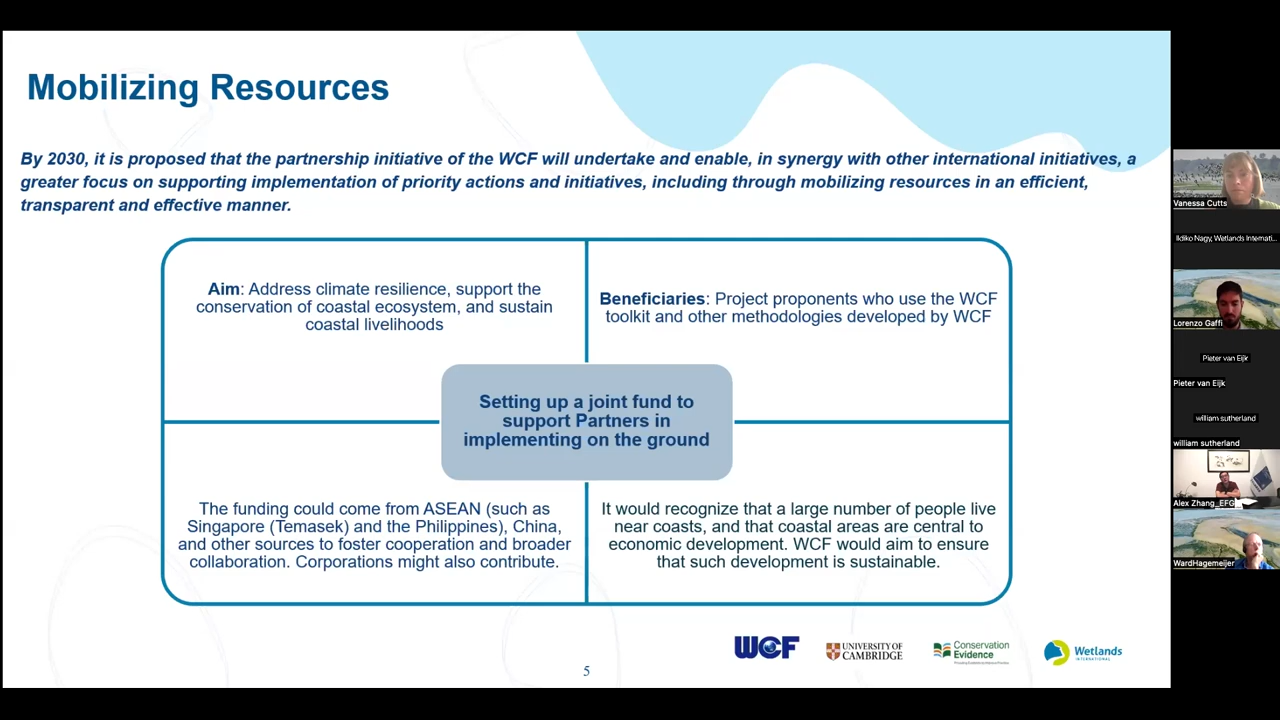 Mobilizing Resources
By 2030, it is proposed that the partnership initiative of the WCF will undertake and enable, in synergy with other international initiatives, a
greater focus on supporting implementation of priority actions and initiatives, including through mobilizing resources in an efficient,
transparent and effective manner.
Aim: Address climate resilience, support the
conservation of coastal ecosystem, and sustain
coastal livelihoods
Beneficiaries: Project proponents who use the WCF
toolkit and other methodologies developed by WCF
Setting up a joint fund to
support Partners in
implementing on the ground
The funding could come from ASEAN (such as
Singapore (Temasek) and the Philippines), China,
and other sources to foster cooperation and broader
collaboration. Corporations might also contribute.
It would recognize that a large number of people live
near coasts, and that coastal areas are central to
economic development. WCF would aim to ensure
that such development is sustainable.
WCF
UNIVERSITY OF
CAMBRIDGE
Conservation
Evidence
Wetlands
INTERNATIONAL
5
Vanessa Cutts
Ildiko Nagy, Wetlands Internati...
Lorenzo Gaffi
Pieter van Eijk
Pieter van Eijk
william sutherland
william sutherland
Alex Zhang_EFG
WardHagemeijer